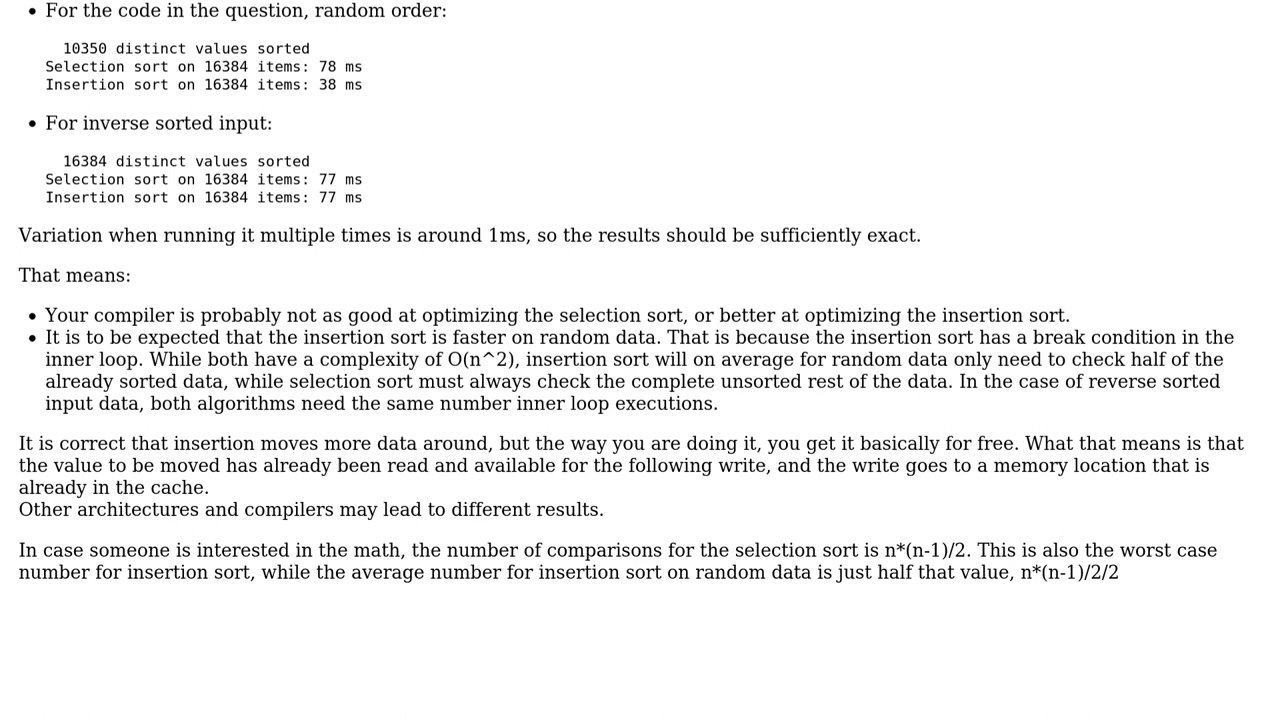 • For the code in the question, random order:
10350 distinct values sorted
Selection sort on 16384 items: 78 ms
Insertion sort on 16384 items: 38 ms
• For inverse sorted input:
16384 distinct values sorted
Selection sort on 16384 items: 77 ms
Insertion sort on 16384 items: 77 ms
Variation when running it multiple times is around 1ms, so the results should be sufficiently exact.
That means:
• Your compiler is probably not as good at optimizing the selection sort, or better at optimizing the insertion sort.
• It is to be expected that the insertion sort is faster on random data. That is because the insertion sort has a break condition in the
inner loop. While both have a complexity of O(n^2), insertion sort will on average for random data only need to check half of the
already sorted data, while selection sort must always check the complete unsorted rest of the data. In the case of reverse sorted
input data, both algorithms need the same number inner loop executions.
It is correct that insertion moves more data around, but the way you are doing it, you get it basically for free. What that means is that
the value to be moved has already been read and available for the following write, and the write goes to a memory location that is
already in the cache.
Other architectures and compilers may lead to different results.
In case someone is interested in the math, the number of comparisons for the selection sort is n*(n-1)/2. This is also the worst case
number for insertion sort, while the average number for insertion sort on random data is just half that value, n*(n-1)/2/2